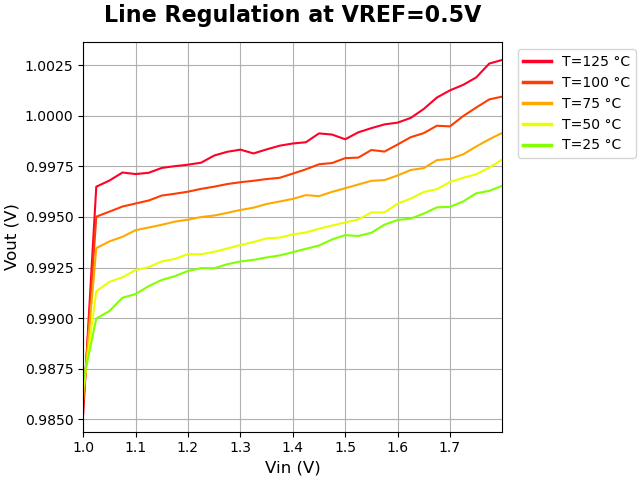 Line Regulation at VREF=0.5V
T=125 °C
T=100 °C
T=75 °C
T=50 °C
T=25 °C
Vout (V)
1.0025
1.0000
0.9975
0.9950
0.9925
0.9900
0.9875
0.9850
1.0 1.1 1.2 1.3 1.4 1.5 1.6 1.7
Vin (V)